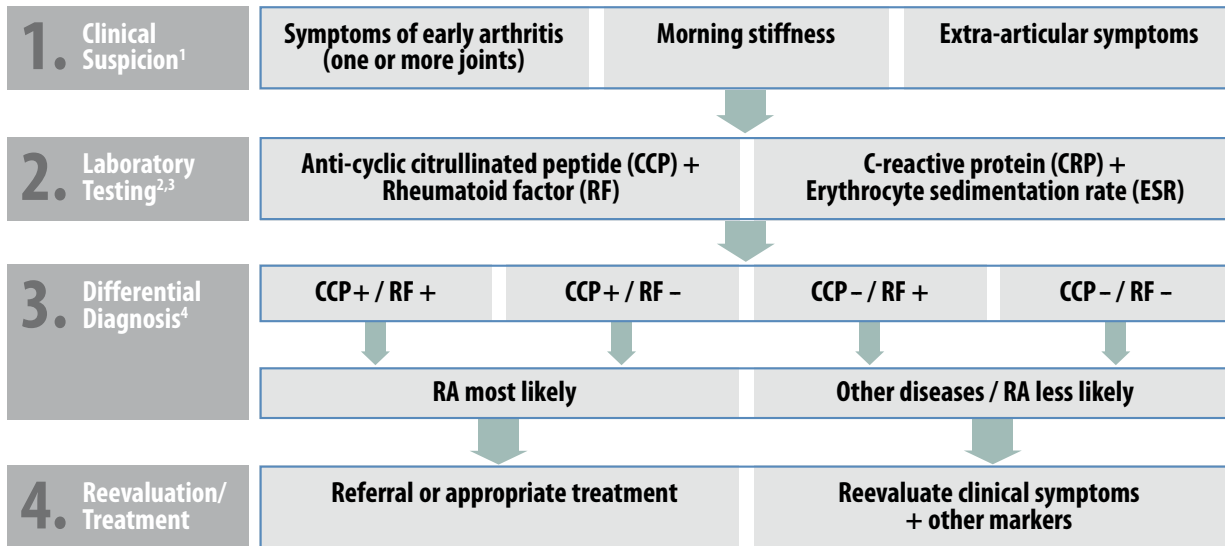 1. Clinical
Suspicion1
Symptoms of early arthritis
(one or more joints)
Morning stiffness
Extra-articular symptoms
2. Laboratory
Testing2,3
Anti-cyclic citrullinated peptide (CCP) +
Rheumatoid factor (RF)
C-reactive protein (CRP) +
Erythrocyte sedimentation rate (ESR)
3. Differential
Diagnosis4
CCP+ / RF +
CCP+ / RF –
CCP– / RF +
CCP– / RF –
RA most likely
Other diseases / RA less likely
4. Reevaluation/
Treatment
Referral or appropriate treatment
Reevaluate clinical symptoms
+ other markers